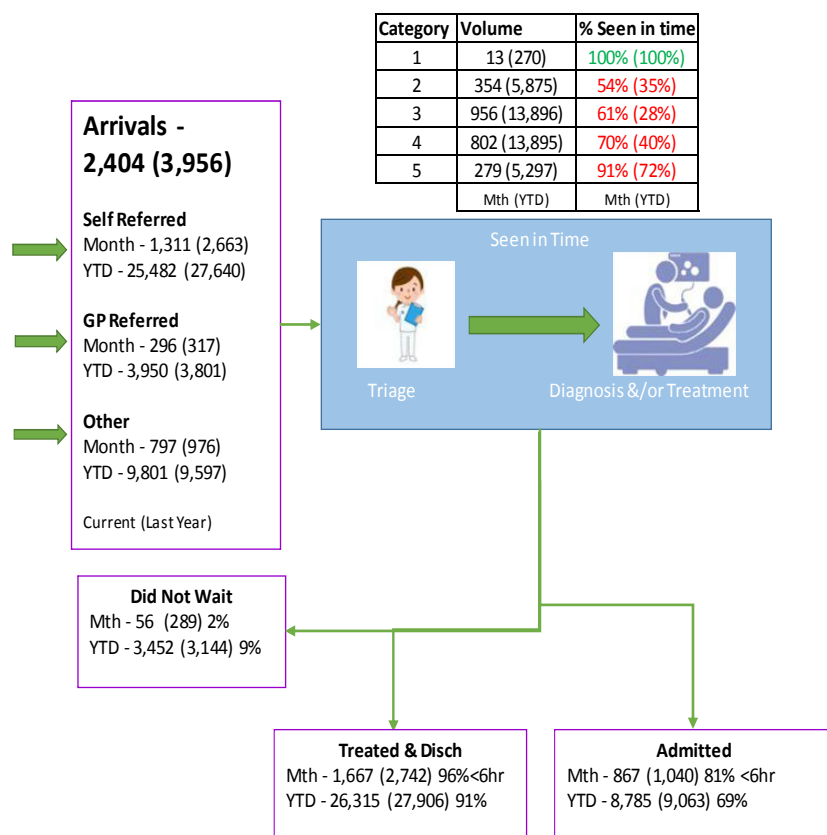 Category Volume % Seen in time
1 13 (270) 100% (100%)
2 354 (5,875) 54% (35%)
3 956 (13,896) 61% (28%)
4 802 (13,895) 70% (40%)
5 279 (5,297) 91% (72%)
Mth (YTD) Mth (YTD)
Arrivals -
2,404 (3,956)
Self Referred
Month - 1,311 (2,663)
YTD - 25,482 (27,640)
GP Referred
Month - 296 (317)
YTD - 3,950 (3,801)
Other
Month - 797 (976)
YTD - 9,801 (9,597)
Current (Last Year)
Seen in Time
Triage
Diagnosis &/or Treatment
Did Not Wait
Mth - 56 (289) 2%
YTD - 3,452 (3,144) 9%
Treated & Disch
Mth - 1,667 (2,742) 96%<6hr
YTD - 26,315 (27,906) 91%
Admitted
Mth - 867 (1,040) 81% <6hr
YTD - 8,785 (9,063) 69%